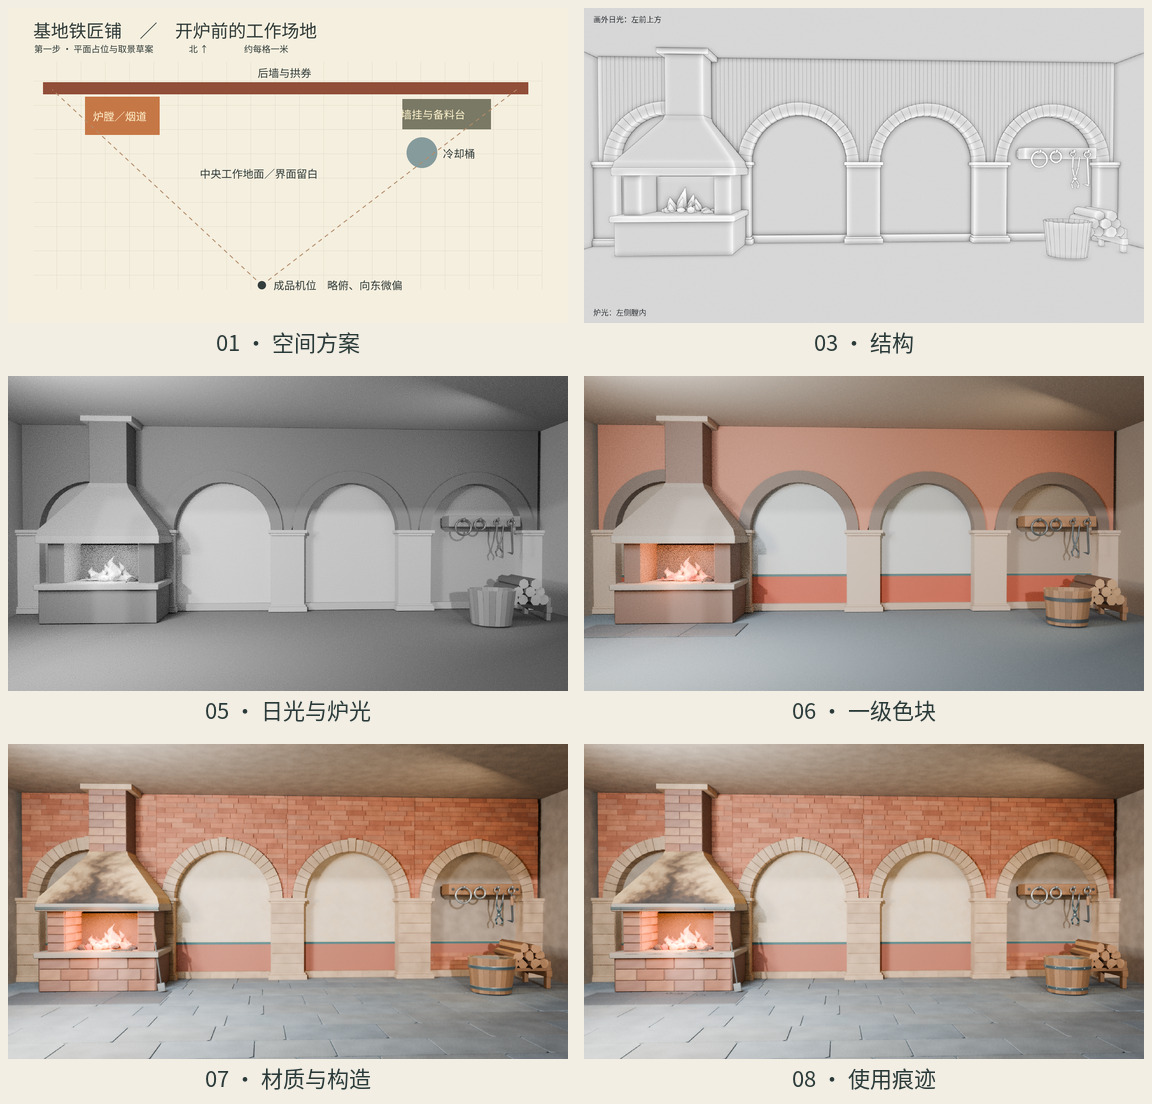 基地铁匠铺 ／ 开炉前的工作场地
第一步・平面占位与取景草案 北 ↑ 约每格一米
后墙与拱券
炉膛／烟道
墙挂与备料台
冷却桶
中央工作地面／界面留白
成品机位 略俯、向东微偏
01 · 空间方案
画外日光：左前上方
炉光：左侧膛内
03 · 结构
05 · 日光与炉光
06 · 一级色块
07 · 材质与构造
08 · 使用痕迹